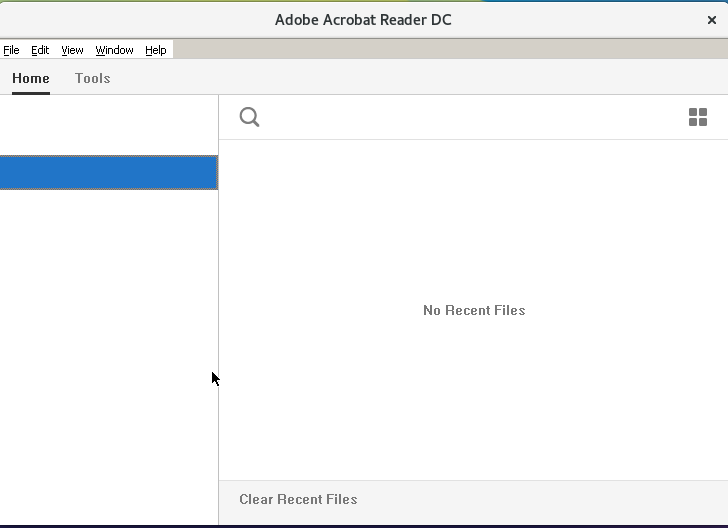 Adobe Acrobat Reader DC
File Edit View Window Help
Home Tools
No Recent Files
Clear Recent Files